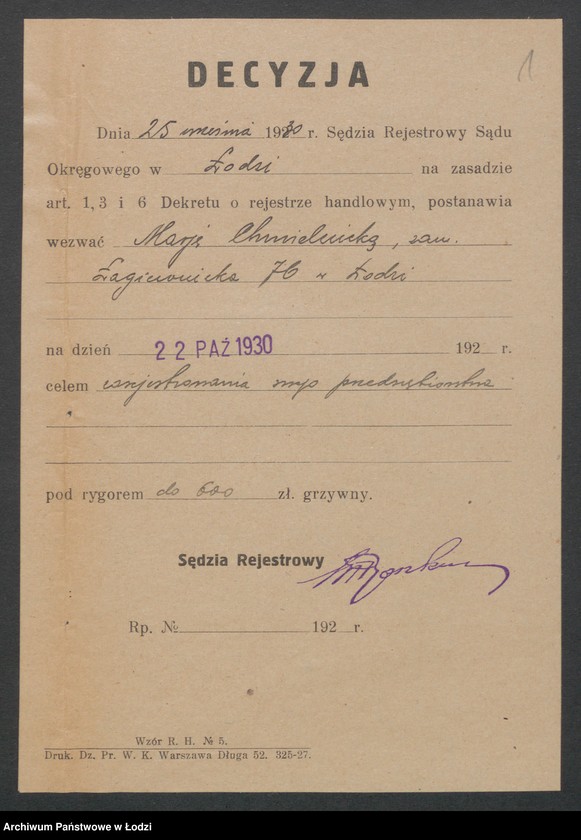 1
DECYZJA
Dnia 25 września 1930 r. Sędzia Rejestrowy Sądu
Okręgowego w Łodzi na zasadzie
art. 1, 3 i 6 Dekretu o rejestrze handlowym, postanawia
wezwać Marję Chmielnicką, zam.
Łagiewnicka 76 w Łodzi
na dzień 22 PAŹ 1930 192 r.
celem zarejestrowania swego przedsiębiorstwa
pod rygorem do 600 zł. grzywny.
Sędzia Rejestrowy
Rp. № 192 r.
Wzór R. H. № 5.
Druk. Dz. Pr. W. K. Warszawa Długa 52. 325-27.
Archiwum Państwowe w Łodzi